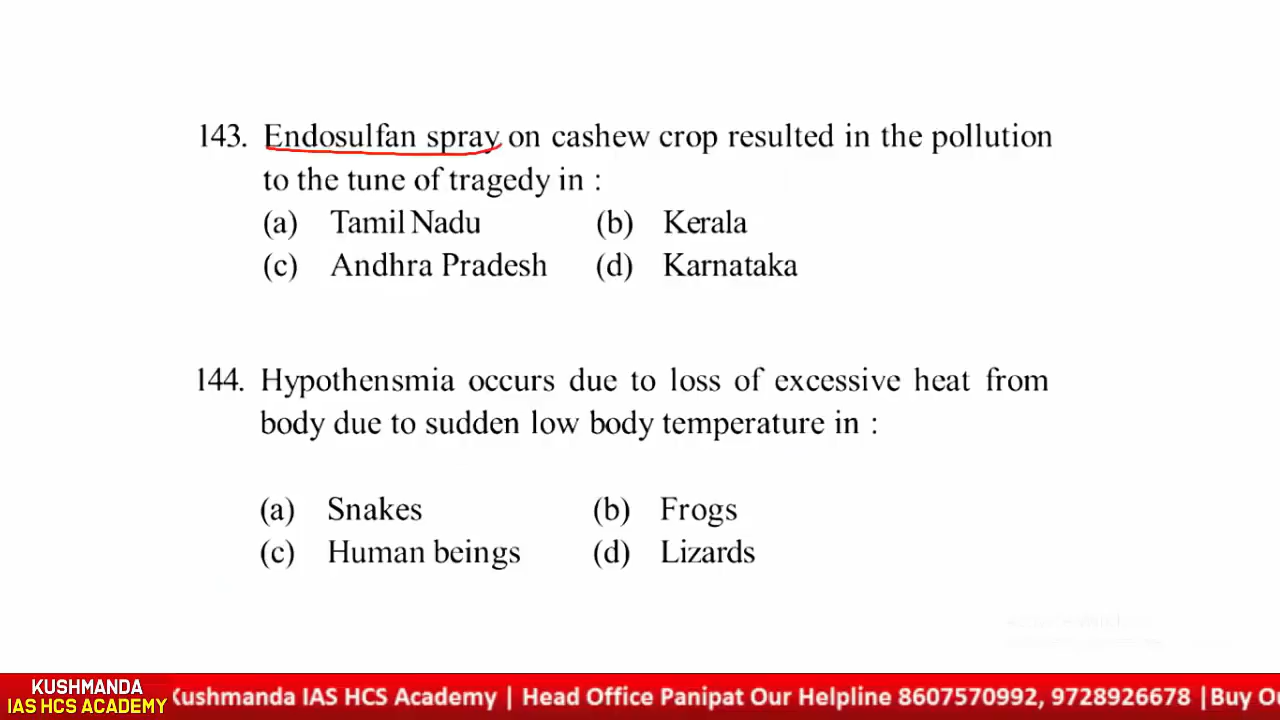 143. Endosulfan spray on cashew crop resulted in the pollution
to the tune of tragedy in :
(a) Tamil Nadu (b) Kerala
(c) Andhra Pradesh (d) Karnataka
144. Hypothensmia occurs due to loss of excessive heat from
body due to sudden low body temperature in :
(a) Snakes (b) Frogs
(c) Human beings (d) Lizards
KUSHMANDA
IAS HCS ACADEMY
Kushmanda IAS HCS Academy | Head Office Panipat Our Helpline 8607570992, 9728926678 |Buy